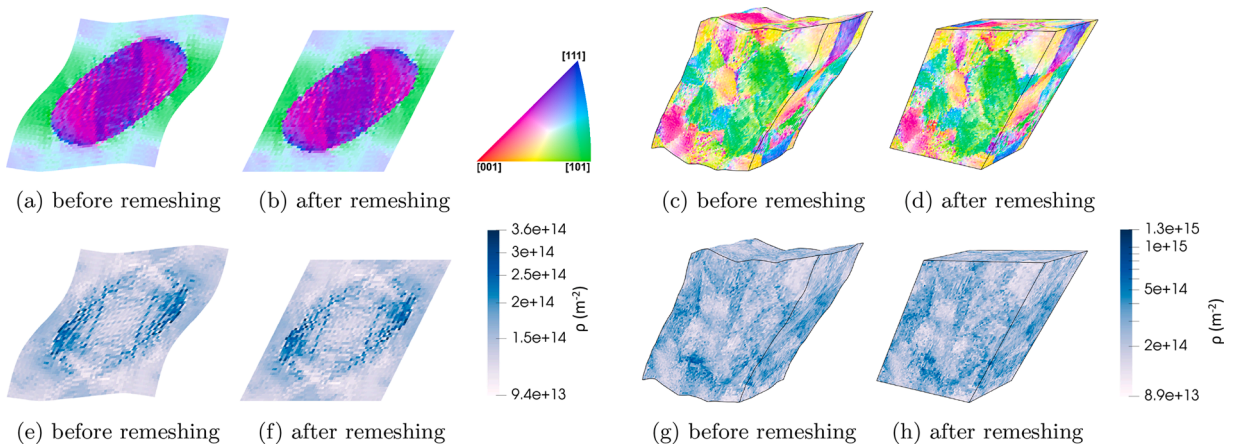 [111]
[001]
[101]
(a) before remeshing
(b) after remeshing
(c) before remeshing
(d) after remeshing
3.6e+14
3e+14
2.5e+14
2e+14
1.5e+14
9.4e+13
ρ (m⁻²)
1.3e+15
1e+15
5e+14
2e+14
8.9e+13
ρ (m⁻²)
(e) before remeshing
(f) after remeshing
(g) before remeshing
(h) after remeshing